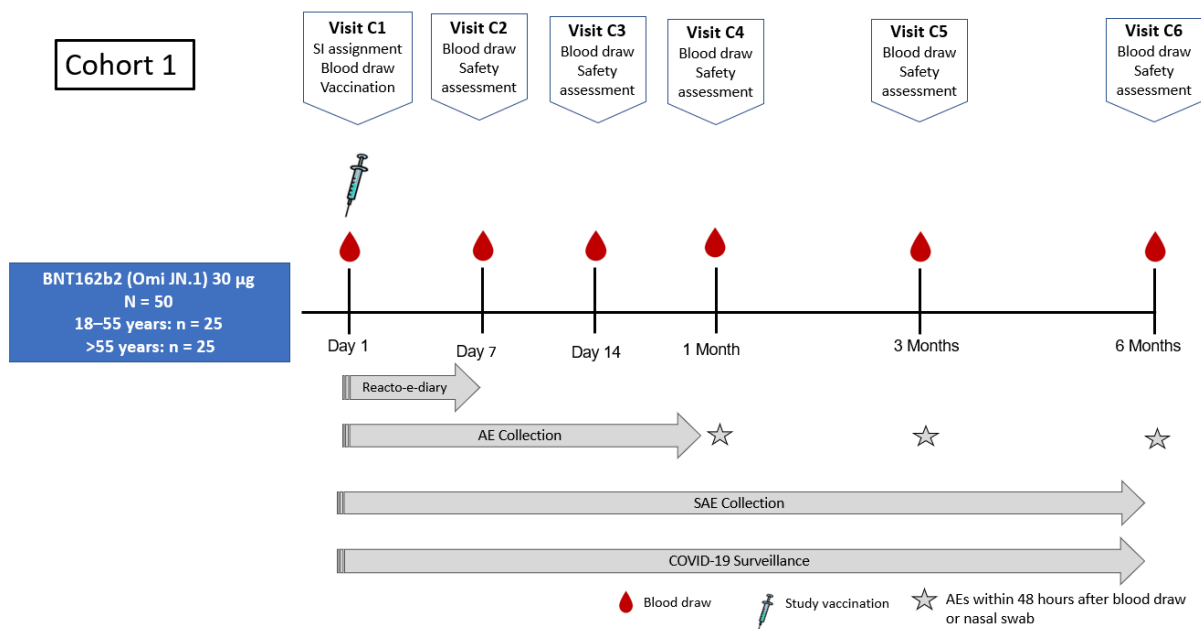 Cohort 1
Visit C1
SI assignment
Blood draw
Vaccination
Visit C2
Blood draw
Safety
assessment
Visit C3
Blood draw
Safety
assessment
Visit C4
Blood draw
Safety
assessment
Visit C5
Blood draw
Safety
assessment
Visit C6
Blood draw
Safety
assessment
BNT162b2 (Omi JN.1) 30 µg
N = 50
18–55 years: n = 25
>55 years: n = 25
Day 1
Day 7
Day 14
1 Month
3 Months
6 Months
Reacto-e-diary
AE Collection
SAE Collection
COVID-19 Surveillance
Blood draw
Study vaccination
AEs within 48 hours after blood draw
or nasal swab